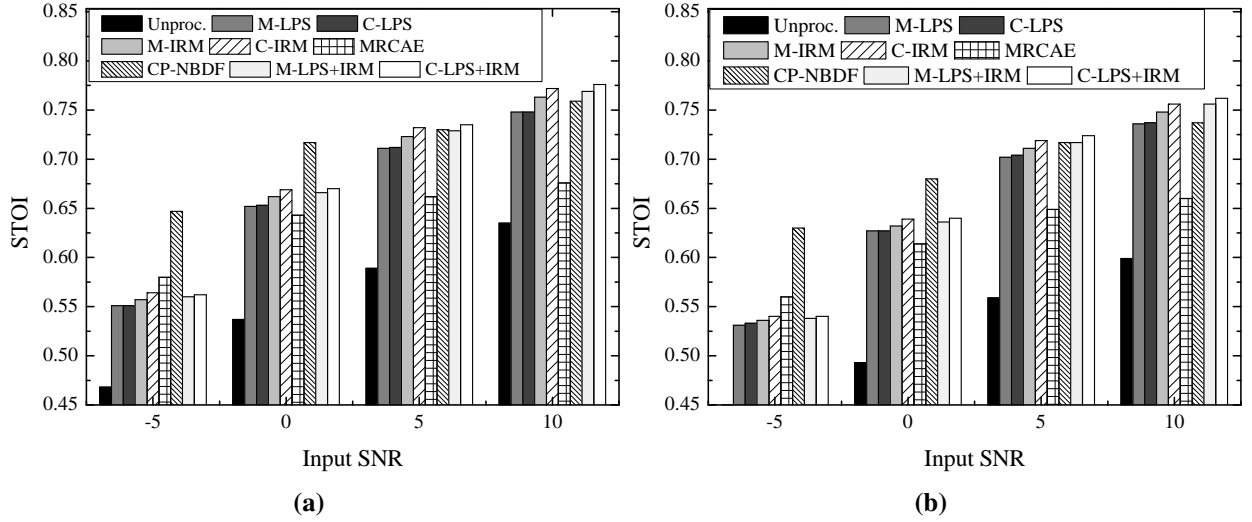 0.85
0.80
0.75
0.70
0.65
0.60
0.55
0.50
0.45
STOI
Unproc. M-LPS C-LPS
M-IRM C-IRM MRCAE
CP-NBDF M-LPS+IRM C-LPS+IRM
-5 0 5 10
Input SNR
(a)
0.85
0.80
0.75
0.70
0.65
0.60
0.55
0.50
0.45
STOI
Unproc. M-LPS C-LPS
M-IRM C-IRM MRCAE
CP-NBDF M-LPS+IRM C-LPS+IRM
-5 0 5 10
Input SNR
(b)